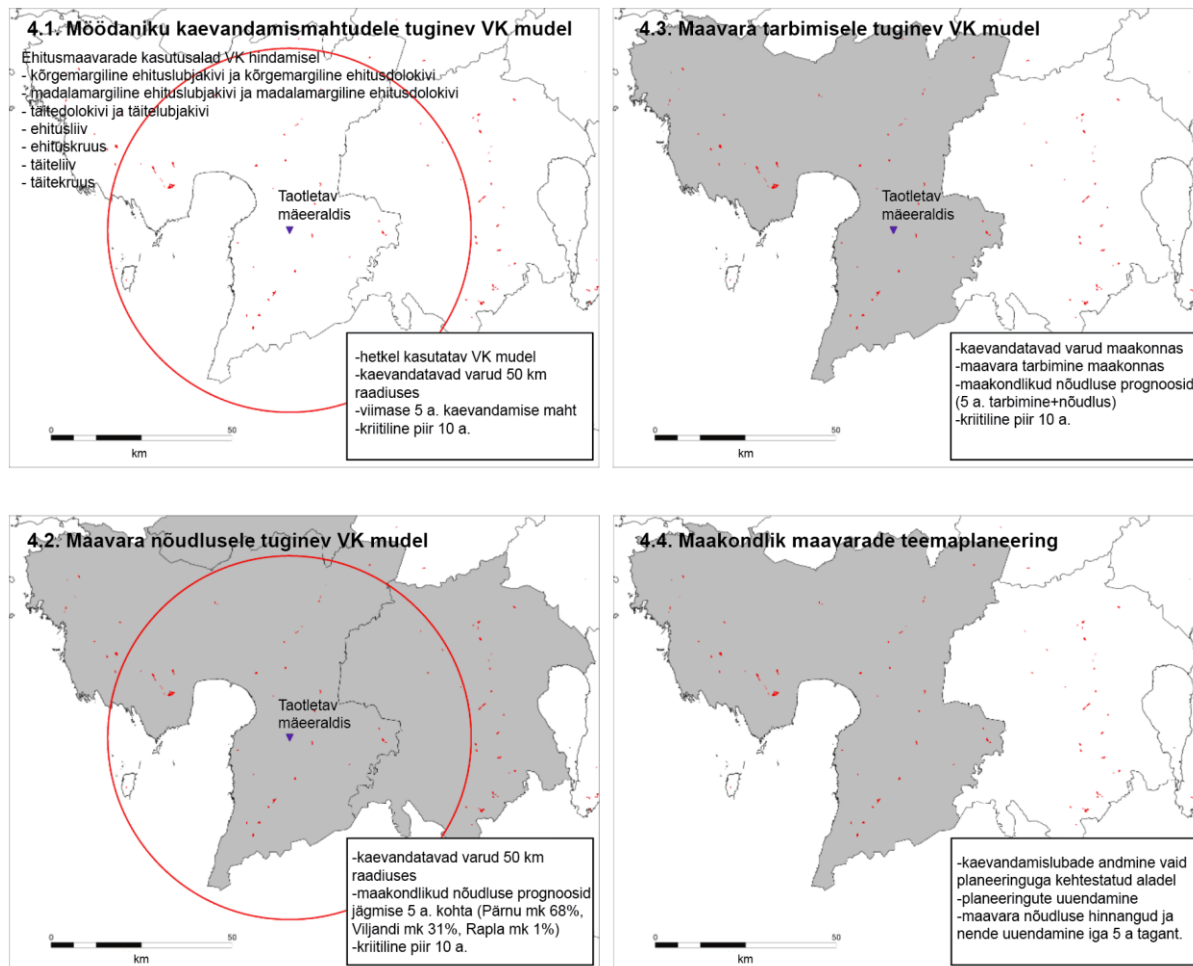 4.1. Möödaniku kaevandamismahtudele tuginev VK mudel
Ehitusmaavarade kasutusalad VK hindamisel
- kõrgemargiline ehituslubjakivi ja kõrgemargiline ehitusdolokivi
- madalamargiline ehituslubjakivi ja madalamargiline ehitusdolokivi
- täitedolokivi ja täitelubjakivi
- ehitusliiv
- ehituskruus
- täiteliiv
- täitekruus
Taotletav
mäeeraldis
-hetkel kasutatav VK mudel
-kaevandatavad varud 50 km
raadiuses
-viimase 5 a. kaevandamise maht
-kriitiline piir 10 a.
0
50
km
4.3. Maavara tarbimisele tuginev VK mudel
Taotletav
mäeeraldis
-kaevandatavad varud maakonnas
-maavara tarbimine maakonnas
-maakondlikud nõudluse prognoosid
(5 a. tarbimine+nõudlus)
-kriitiline piir 10 a.
0
50
km
4.2. Maavara nõudlusele tuginev VK mudel
Taotletav
mäeeraldis
-kaevandatavad varud 50 km
raadiuses
-maakondlikud nõudluse prognoosid
jägmise 5 a. kohta (Pärnu mk 68%,
Viljandi mk 31%, Rapla mk 1%)
-kriitiline piir 10 a.
0
50
km
4.4. Maakondlik maavarade teemaplaneering
-kaevandamislubade andmine vaid
planeeringuga kehtestatud aladel
-planeeringute uuendamine
-maavara nõudluse hinnangud ja
nende uuendamine iga 5 a tagant.
0
50
km